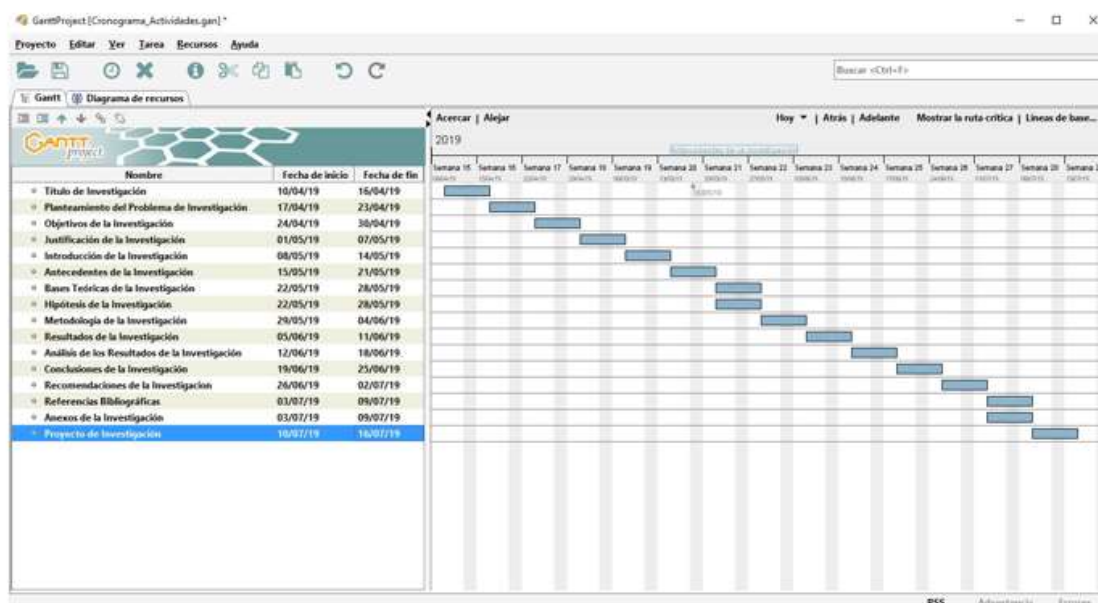 GanttProject [Cronograma_Actividades.gan] *
Proyecto Editar Ver Tarea Recursos Ayuda
Buscar <Ctrl+F>
Gantt Diagrama de recursos
Acercar | Alejar Hoy | Atrás | Adelante Mostrar la ruta crítica | Líneas de base...
GANTT project
2019
Nombre Fecha de inicio Fecha de fin
Semana 15 Semana 16 Semana 17 Semana 18 Semana 19 Semana 20 Semana 21 Semana 22 Semana 23 Semana 24 Semana 25 Semana 26 Semana 27 Semana 28 Semana
Título de Investigación 10/04/19 16/04/19
Planteamiento del Problema de Investigación 17/04/19 23/04/19
Objetivos de la Investigación 24/04/19 30/04/19
Justificación de la Investigación 01/05/19 07/05/19
Introducción de la Investigación 08/05/19 14/05/19
Antecedentes de la Investigación 15/05/19 21/05/19
Bases Teóricas de la Investigación 22/05/19 28/05/19
Hipótesis de la Investigación 22/05/19 28/05/19
Metodología de la Investigación 29/05/19 04/06/19
Resultados de la Investigación 05/06/19 11/06/19
Análisis de los Resultados de la Investigación 12/06/19 18/06/19
Conclusiones de la Investigación 19/06/19 25/06/19
Recomendaciones de la Investigacion 26/06/19 02/07/19
Referencias Bibliográficas 03/07/19 09/07/19
Anexos de la Investigación 03/07/19 09/07/19
Proyecto de Investigación 10/07/19 16/07/19